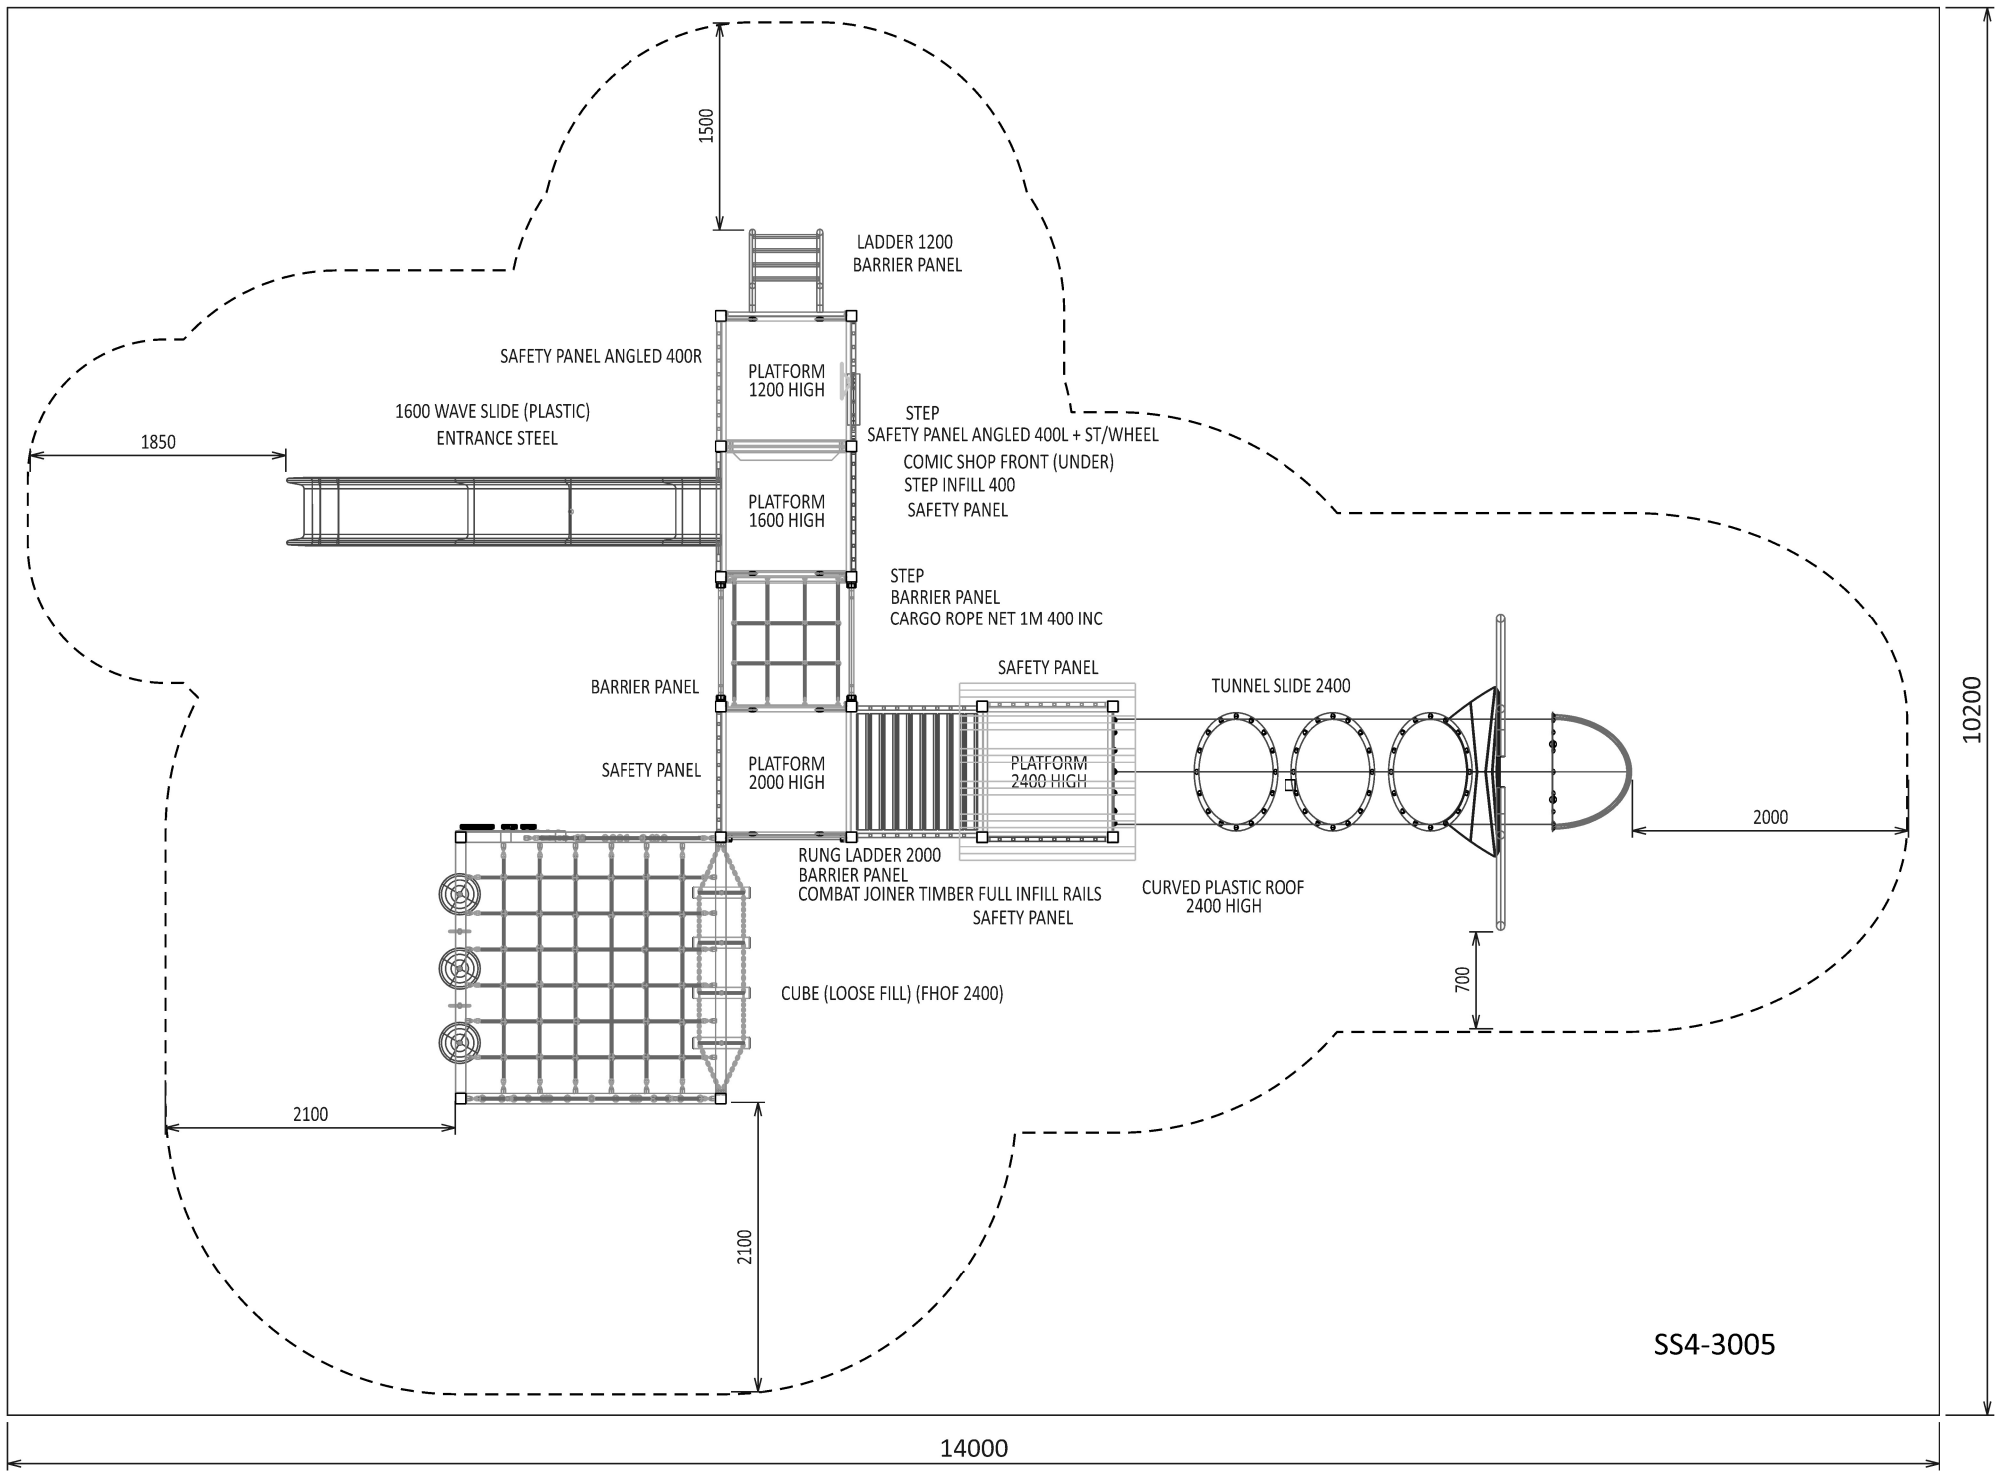 1500
LADDER 1200
BARRIER PANEL
SAFETY PANEL ANGLED 400R
PLATFORM
1200 HIGH
1600 WAVE SLIDE (PLASTIC)
ENTRANCE STEEL
1850
STEP
SAFETY PANEL ANGLED 400L + ST/WHEEL
COMIC SHOP FRONT (UNDER)
STEP INFILL 400
SAFETY PANEL
PLATFORM
1600 HIGH
STEP
BARRIER PANEL
CARGO ROPE NET 1M 400 INC
BARRIER PANEL
SAFETY PANEL
TUNNEL SLIDE 2400
10200
SAFETY PANEL
PLATFORM
2000 HIGH
PLATFORM
2400 HIGH
2000
RUNG LADDER 2000
BARRIER PANEL
COMBAT JOINER TIMBER FULL INFILL RAILS
SAFETY PANEL
CURVED PLASTIC ROOF
2400 HIGH
700
CUBE (LOOSE FILL) (FHOF 2400)
2100
2100
SS4-3005
14000